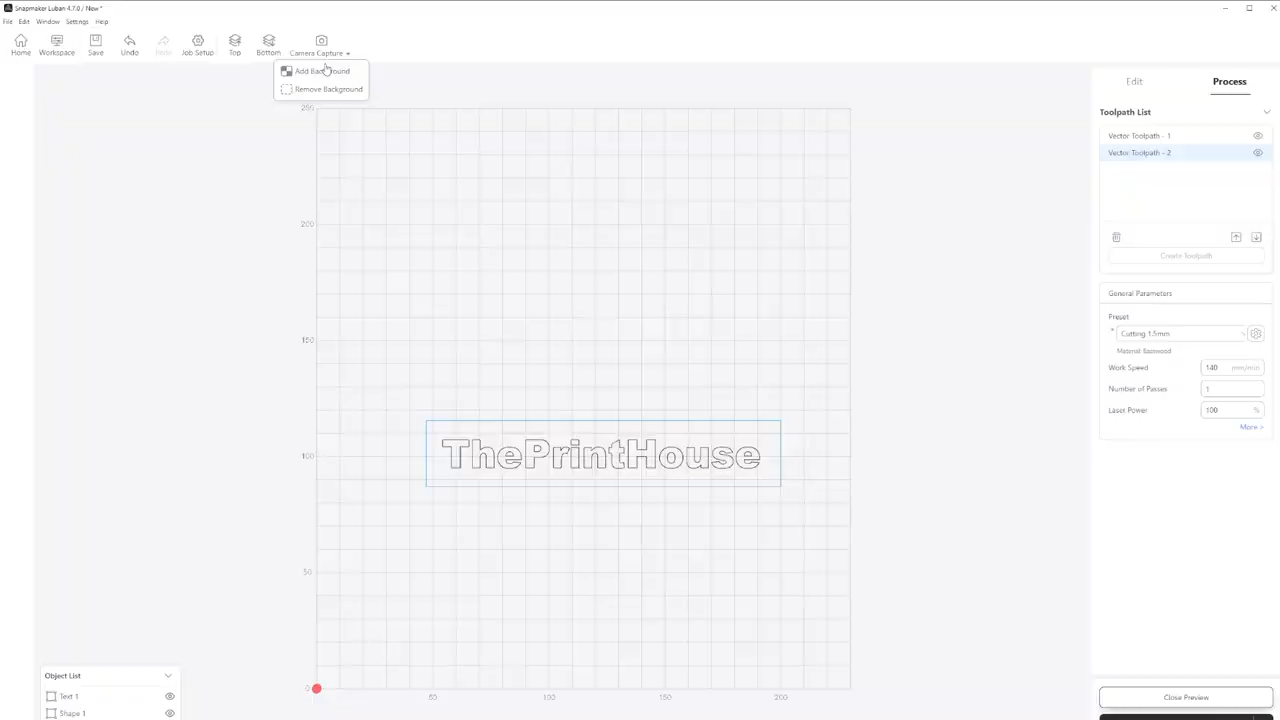 Snapmaker Luban 4.7.0 / New *
File Edit Window Settings Help
Home Workspace Save Undo Redo Job Setup Top Bottom Camera Capture
Add Background
Remove Background
Edit Process
Toolpath List
Vector Toolpath - 1
Vector Toolpath - 2
Create Toolpath
General Parameters
Preset
* Cutting 1.5mm
Material: Basswood
Work Speed 140 mm/min
Number of Passes 1
Laser Power 100 %
More >
250
200
150
100
50
0
50 100 150 200
ThePrintHouse
Object List
Text 1
Shape 1
Close Preview